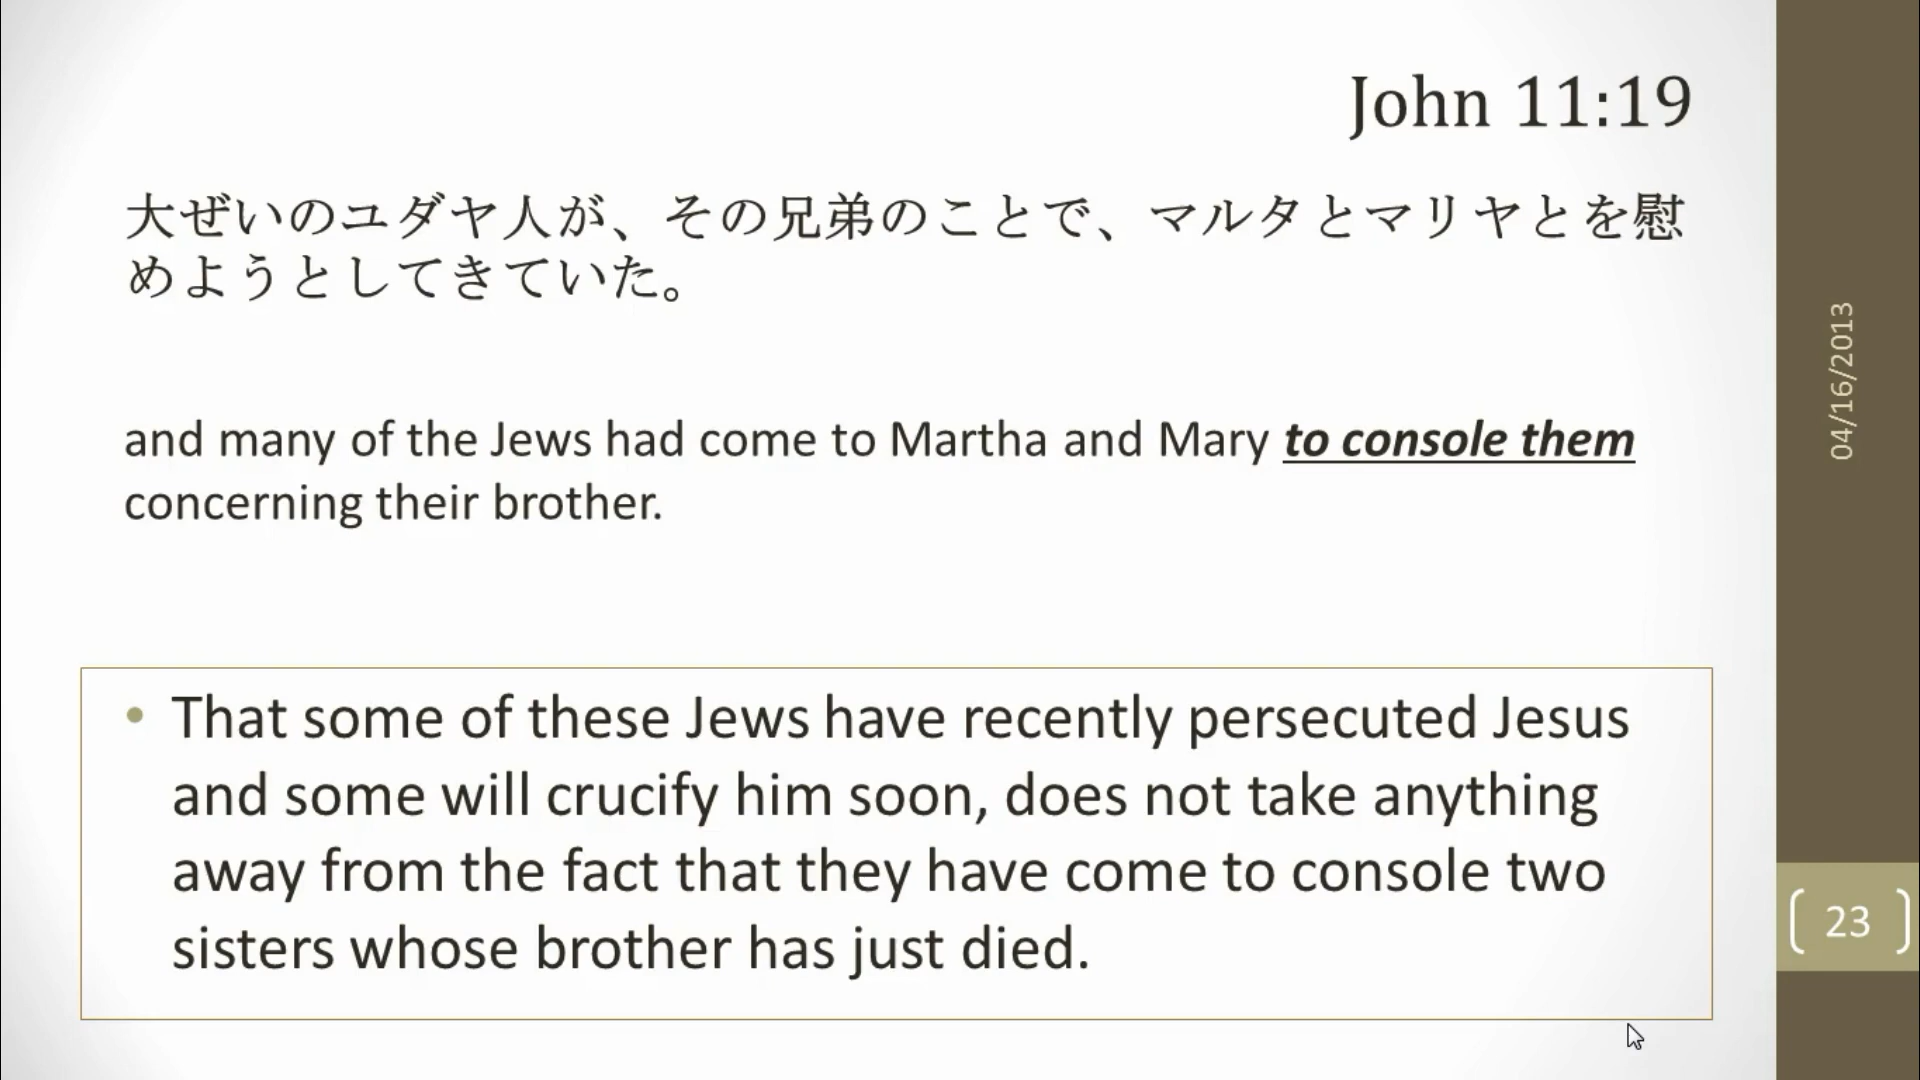 John 11:19
大ぜいのユダヤ人が、その兄弟のことで、マルタとマリヤとを慰
めようとしてきていた。
and many of the Jews had come to Martha and Mary to console them
concerning their brother.
• That some of these Jews have recently persecuted Jesus
and some will crucify him soon, does not take anything
away from the fact that they have come to console two
sisters whose brother has just died.
04/16/2013
23